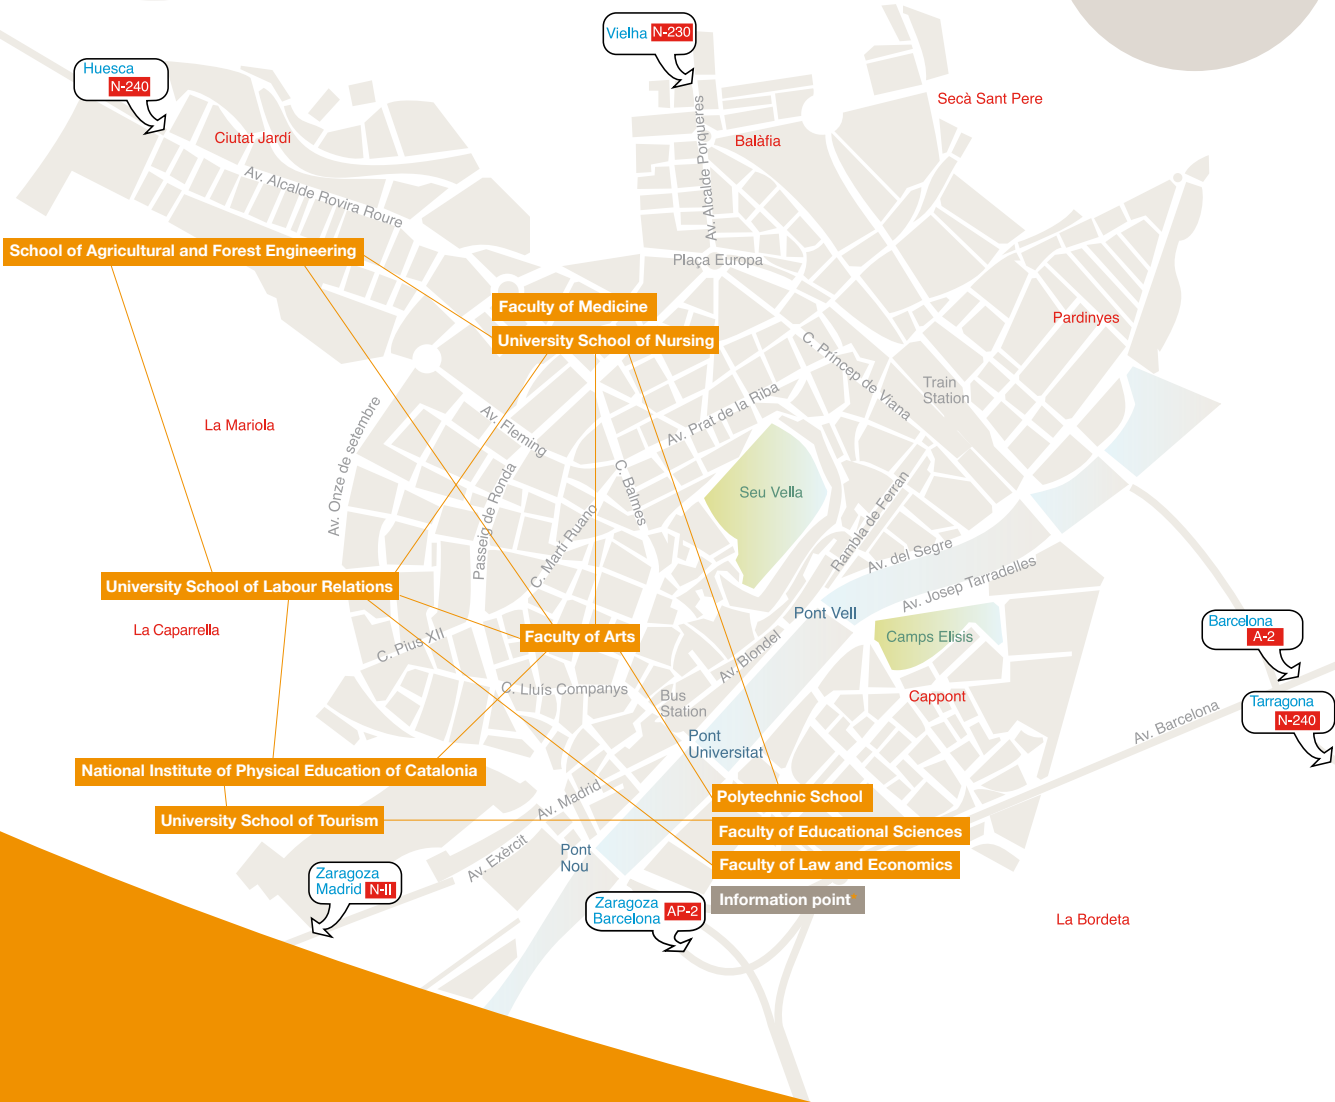 Vielha N-230
Huesca
N-240
Secà Sant Pere
Ciutat Jardí
Balàfia
Av. Alcalde Porqueres
Av. Alcalde Rovira Roure
School of Agricultural and Forest Engineering
Plaça Europa
Faculty of Medicine
University School of Nursing
Pardinyes
C. Príncep de Viana
Train
Station
La Mariola
Av. Onze de setembre
Av. Fleming
Av. Prat de la Riba
Passeig de Ronda
C. Balmes
Seu Vella
C. Martí Ruano
Rambla de Ferran
Av. del Segre
Av. Josep Tarradelles
University School of Labour Relations
Pont Vell
La Caparrella
C. Pius XII
Faculty of Arts
Av. Blondel
Camps Elisis
Barcelona
A-2
C. Lluís Companys
Bus
Station
Cappont
Tarragona
N-240
Av. Barcelona
Pont
Universitat
National Institute of Physical Education of Catalonia
Av. Madrid
Polytechnic School
University School of Tourism
Faculty of Educational Sciences
Av. Exèrcit
Pont
Nou
Faculty of Law and Economics
Zaragoza
Madrid N-II
Information point*
Zaragoza
Barcelona AP-2
La Bordeta